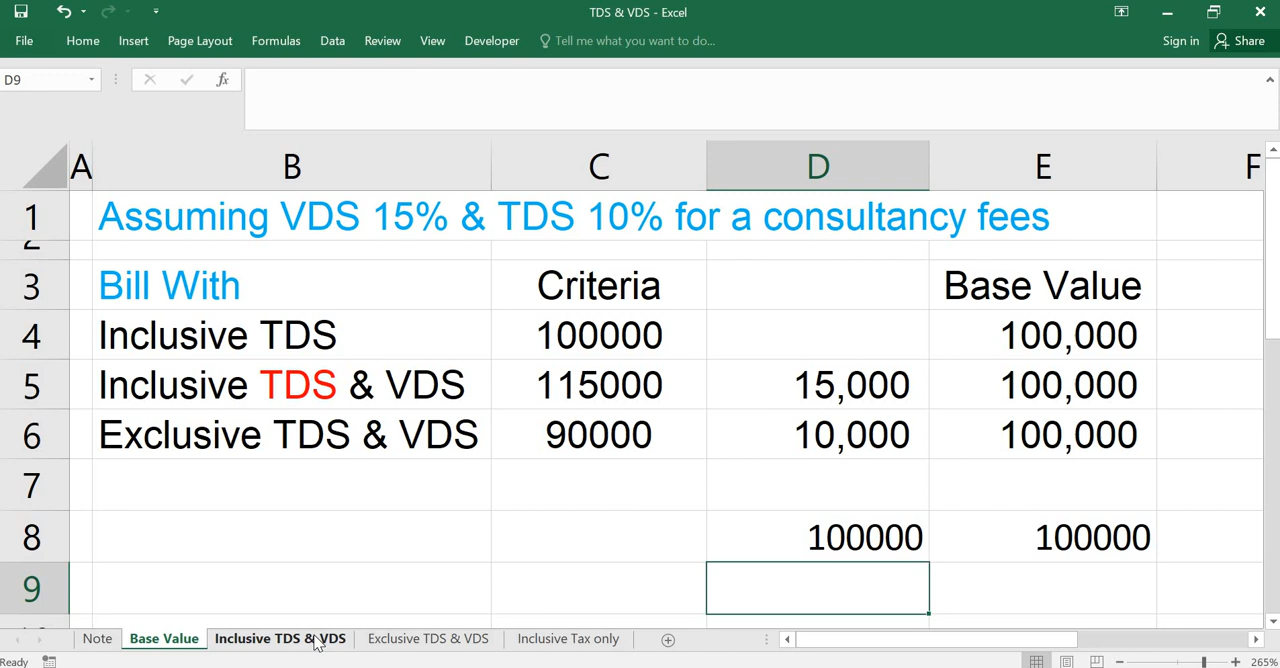 TDS & VDS - Excel
File Home Insert Page Layout Formulas Data Review View Developer Tell me what you want to do... Sign in Share
D9 fx
A B C D E F
1 Assuming VDS 15% & TDS 10% for a consultancy fees
2
3 Bill With Criteria Base Value
4 Inclusive TDS 100000 100,000
5 Inclusive TDS & VDS 115000 15,000 100,000
6 Exclusive TDS & VDS 90000 10,000 100,000
7
8 100000 100000
9
Note Base Value Inclusive TDS & VDS Exclusive TDS & VDS Inclusive Tax only
Ready 265%